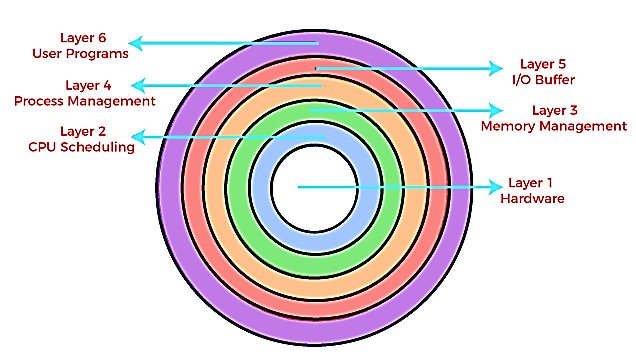 Layer 6
User Programs
Layer 5
I/O Buffer
Layer 4
Process Management
Layer 3
Memory Management
Layer 2
CPU Scheduling
Layer 1
Hardware